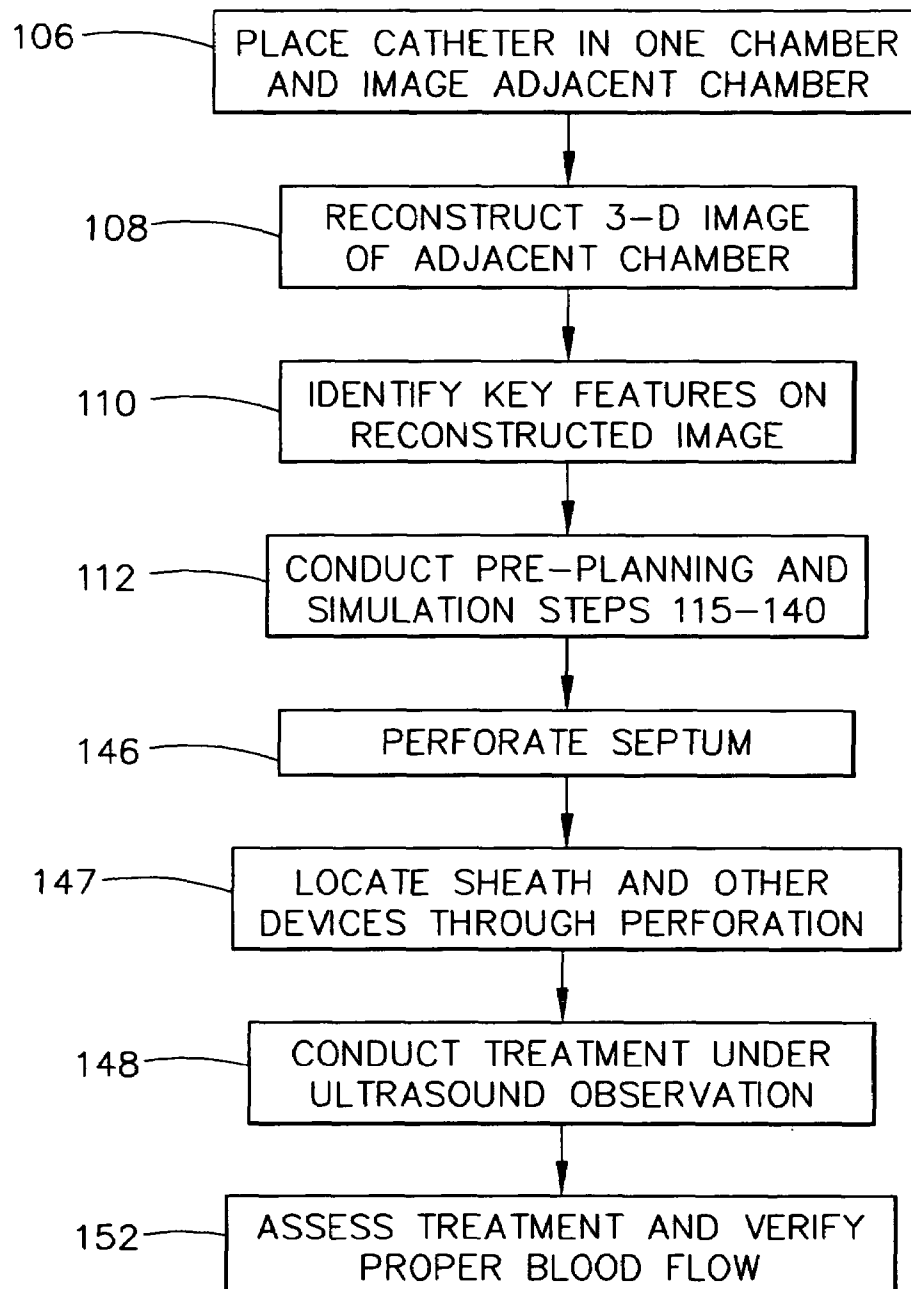 106
PLACE CATHETER IN ONE CHAMBER
AND IMAGE ADJACENT CHAMBER
108
RECONSTRUCT 3-D IMAGE
OF ADJACENT CHAMBER
110
IDENTIFY KEY FEATURES ON
RECONSTRUCTED IMAGE
112
CONDUCT PRE-PLANNING AND
SIMULATION STEPS 115-140
146
PERFORATE SEPTUM
147
LOCATE SHEATH AND OTHER
DEVICES THROUGH PERFORATION
148
CONDUCT TREATMENT UNDER
ULTRASOUND OBSERVATION
152
ASSESS TREATMENT AND VERIFY
PROPER BLOOD FLOW